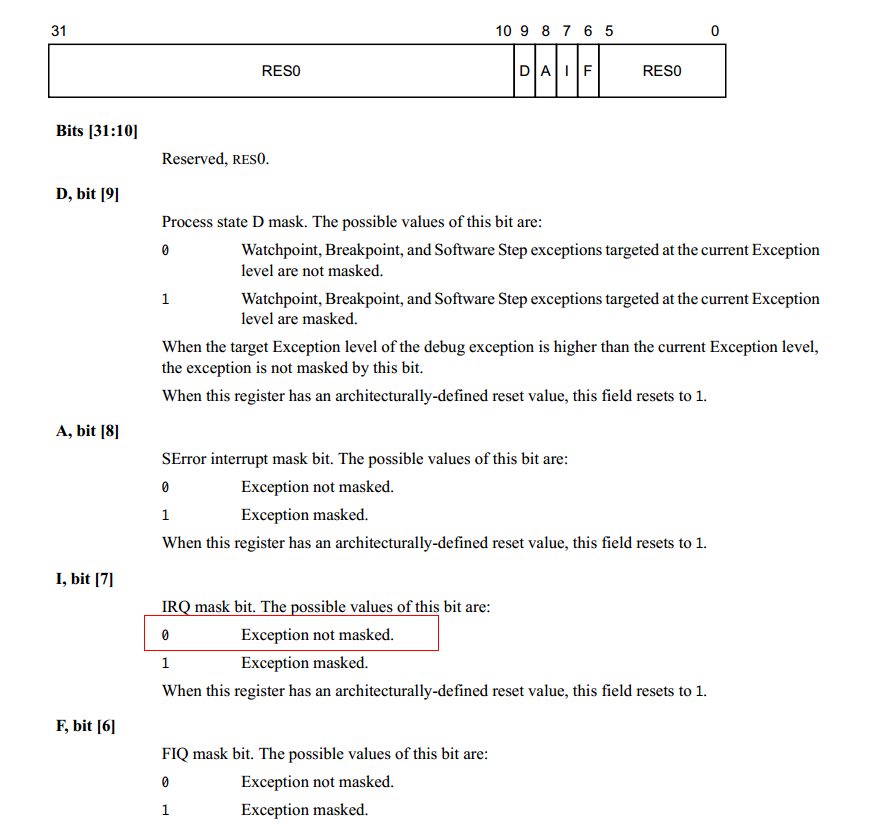 31 10 9 8 7 6 5 0
RES0 D A I F RES0
Bits [31:10]
Reserved, RES0.
D, bit [9]
Process state D mask. The possible values of this bit are:
0 Watchpoint, Breakpoint, and Software Step exceptions targeted at the current Exception
level are not masked.
1 Watchpoint, Breakpoint, and Software Step exceptions targeted at the current Exception
level are masked.
When the target Exception level of the debug exception is higher than the current Exception level,
the exception is not masked by this bit.
When this register has an architecturally-defined reset value, this field resets to 1.
A, bit [8]
SError interrupt mask bit. The possible values of this bit are:
0 Exception not masked.
1 Exception masked.
When this register has an architecturally-defined reset value, this field resets to 1.
I, bit [7]
IRQ mask bit. The possible values of this bit are:
0 Exception not masked.
1 Exception masked.
When this register has an architecturally-defined reset value, this field resets to 1.
F, bit [6]
FIQ mask bit. The possible values of this bit are:
0 Exception not masked.
1 Exception masked.